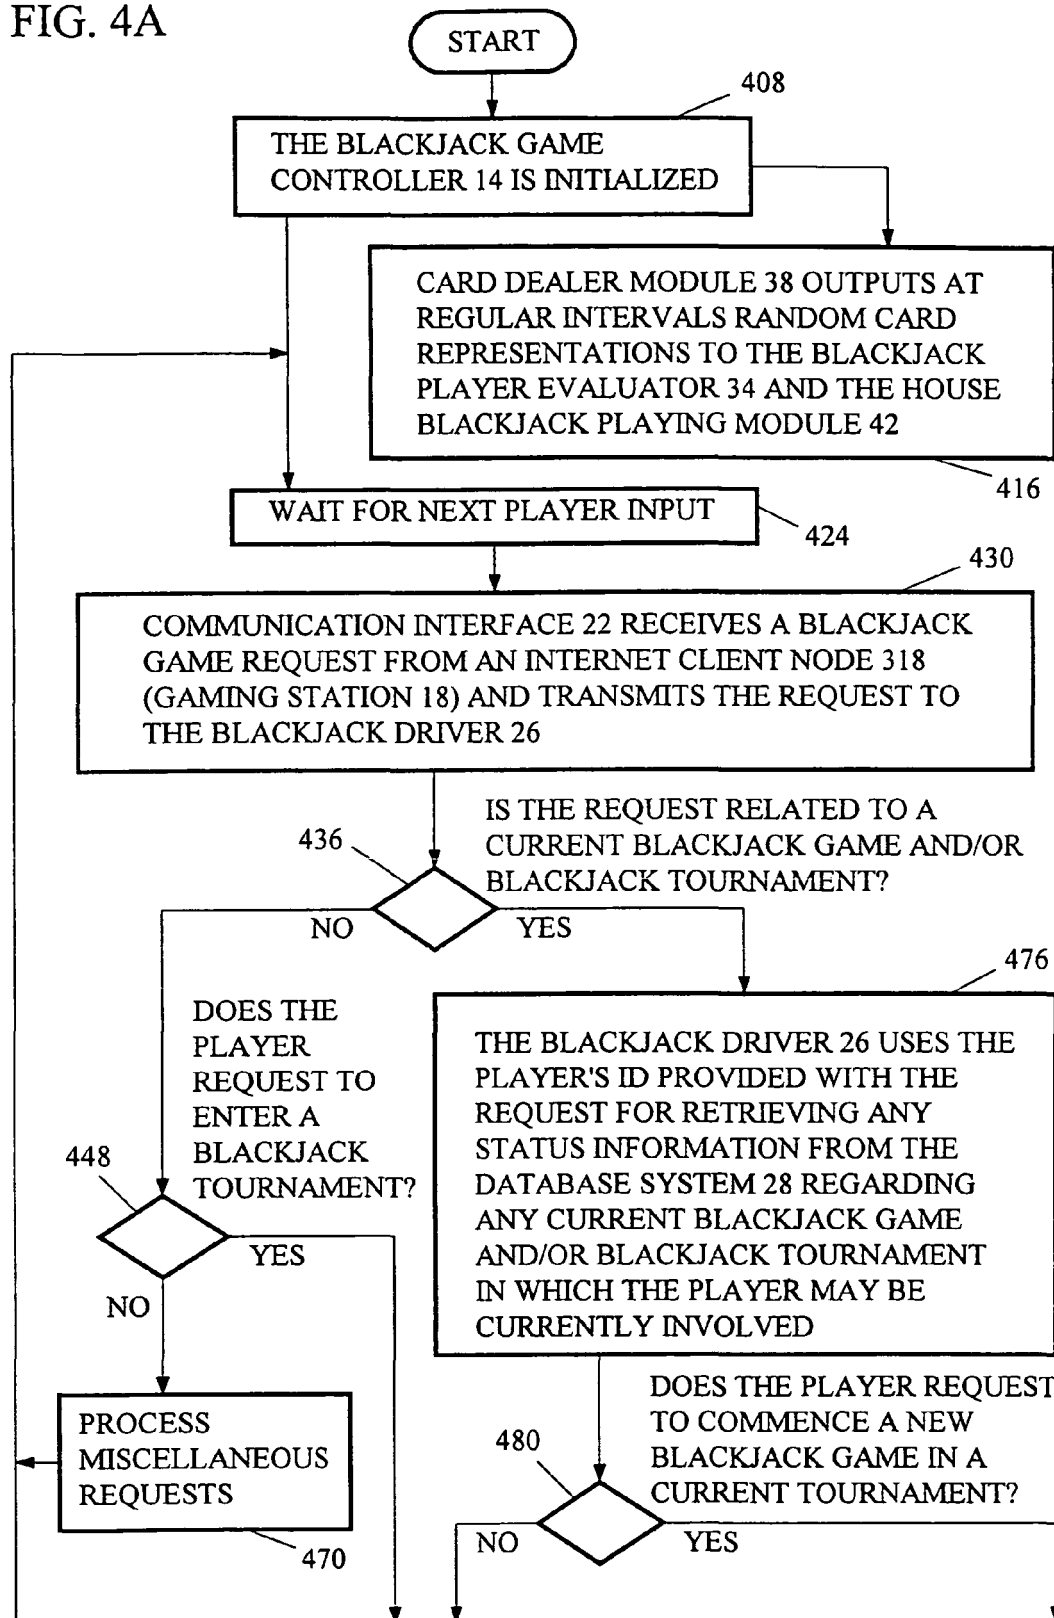 FIG. 4A
START
408
THE BLACKJACK GAME
CONTROLLER 14 IS INITIALIZED
CARD DEALER MODULE 38 OUTPUTS AT
REGULAR INTERVALS RANDOM CARD
REPRESENTATIONS TO THE BLACKJACK
PLAYER EVALUATOR 34 AND THE HOUSE
BLACKJACK PLAYING MODULE 42
416
WAIT FOR NEXT PLAYER INPUT
424
430
COMMUNICATION INTERFACE 22 RECEIVES A BLACKJACK
GAME REQUEST FROM AN INTERNET CLIENT NODE 318
(GAMING STATION 18) AND TRANSMITS THE REQUEST TO
THE BLACKJACK DRIVER 26
IS THE REQUEST RELATED TO A
CURRENT BLACKJACK GAME AND/OR
BLACKJACK TOURNAMENT?
436
NO
YES
476
DOES THE
PLAYER
REQUEST TO
ENTER A
BLACKJACK
TOURNAMENT?
448
YES
NO
THE BLACKJACK DRIVER 26 USES THE
PLAYER'S ID PROVIDED WITH THE
REQUEST FOR RETRIEVING ANY
STATUS INFORMATION FROM THE
DATABASE SYSTEM 28 REGARDING
ANY CURRENT BLACKJACK GAME
AND/OR BLACKJACK TOURNAMENT
IN WHICH THE PLAYER MAY BE
CURRENTLY INVOLVED
PROCESS
MISCELLANEOUS
REQUESTS
470
DOES THE PLAYER REQUEST
TO COMMENCE A NEW
BLACKJACK GAME IN A
CURRENT TOURNAMENT?
480
NO
YES